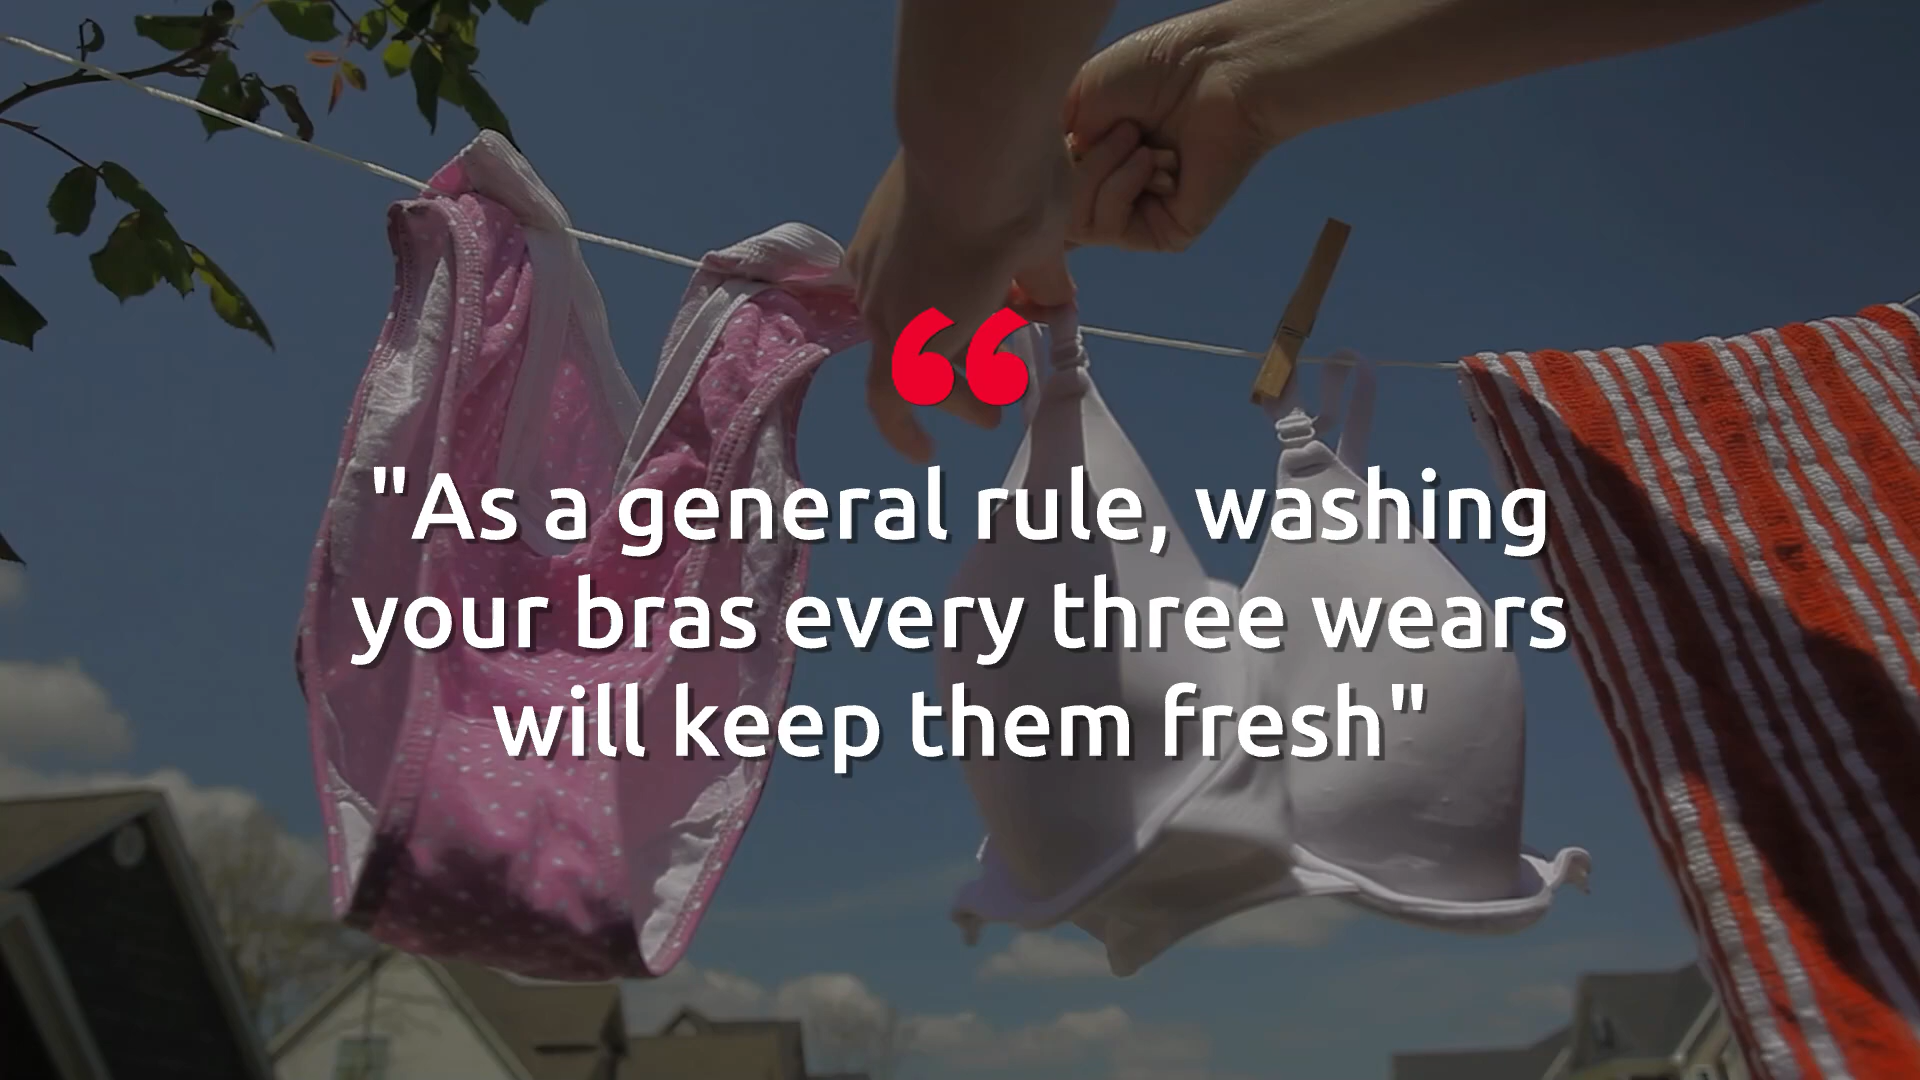 "As a general rule, washing
your bras every three wears
will keep them fresh"